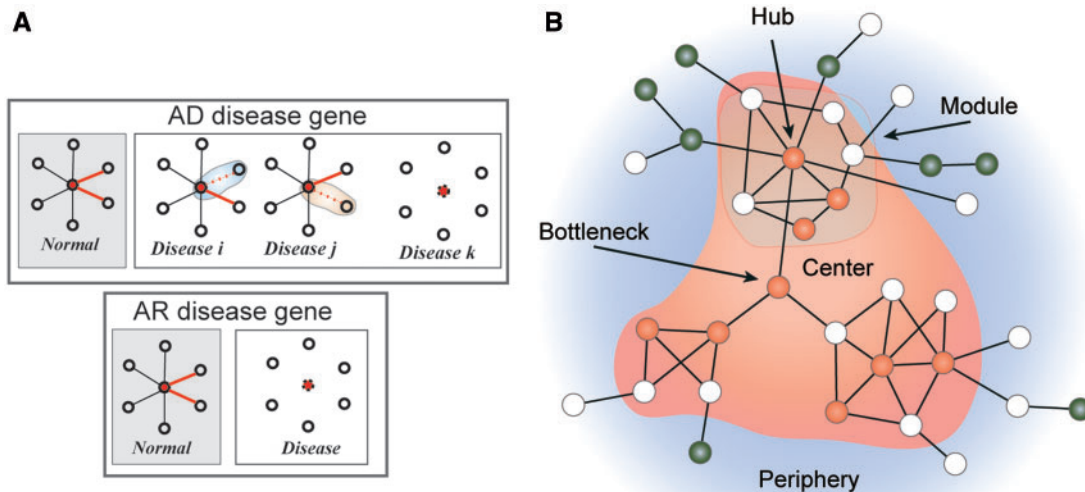 A
AD disease gene
Normal
Disease i
Disease j
Disease k
AR disease gene
Normal
Disease
B
Hub
Module
Bottleneck
Center
Periphery